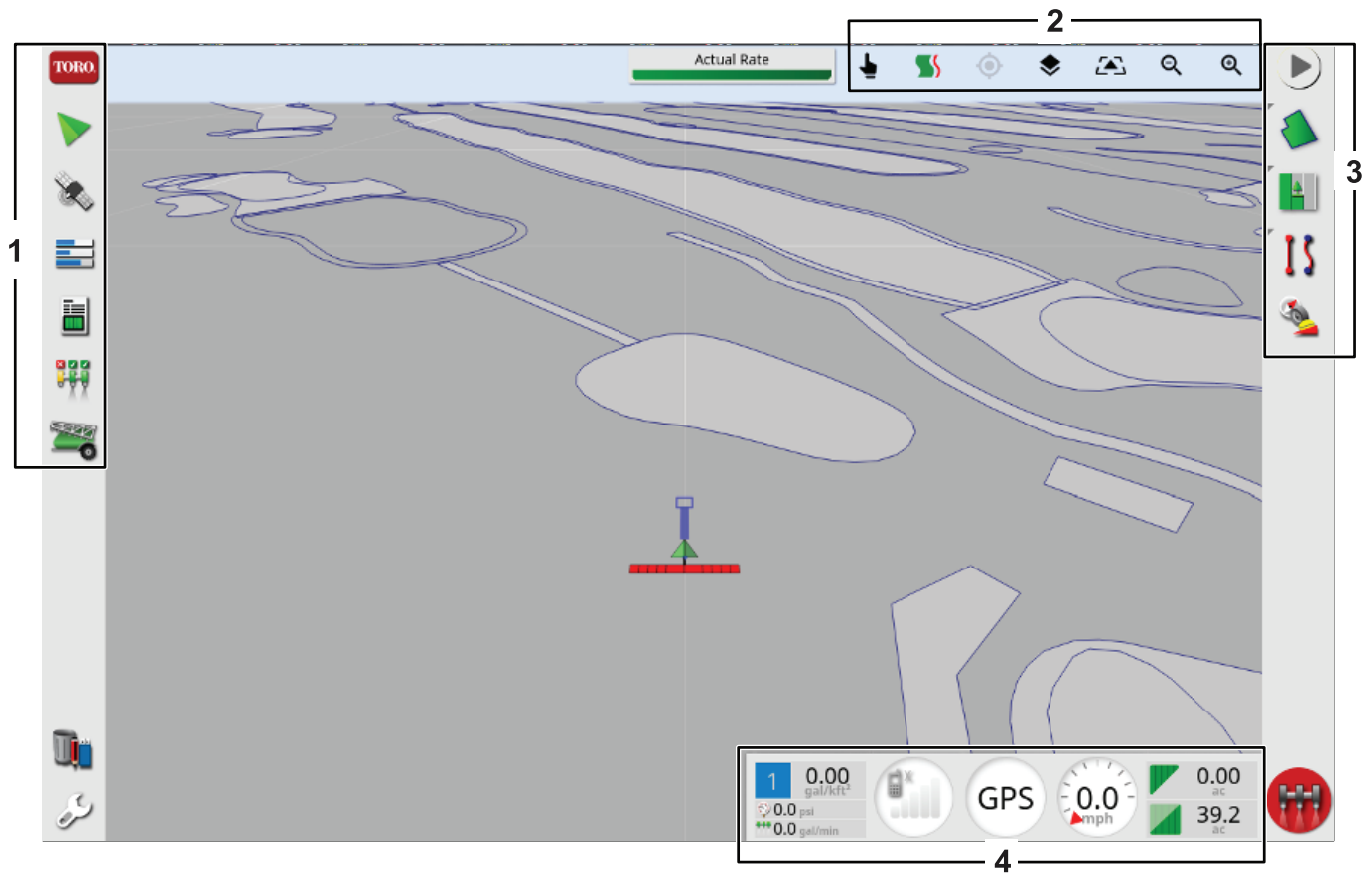 2
TORO.
Actual Rate
3
1
1
0.00
gal/kft²
0.0 psi
0.0 gal/min
GPS
0.0
mph
0.00
ac
39.2
ac
4